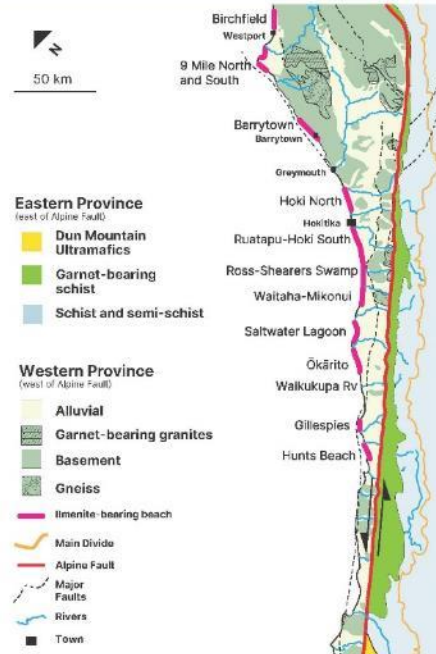 Birchfield
Westport
9 Mile North
and South
Barrytown
Barrytown
Greymouth
Hoki North
Hokitika
Ruatapu-Hoki South
Ross-Shearers Swamp
Waitaha-Mikonui
Saltwater Lagoon
Ōkārito
Waikukupa Rv
Gillespies
Hunts Beach
N
50 km
Eastern Province
(east of Alpine Fault)
Dun Mountain
Ultramafics
Garnet-bearing
schist
Schist and semi-schist
Western Province
(west of Alpine Fault)
Alluvial
Garnet-bearing granites
Basement
Gneiss
Ilmenite-bearing beach
Main Divide
Alpine Fault
Major
Faults
Rivers
Town